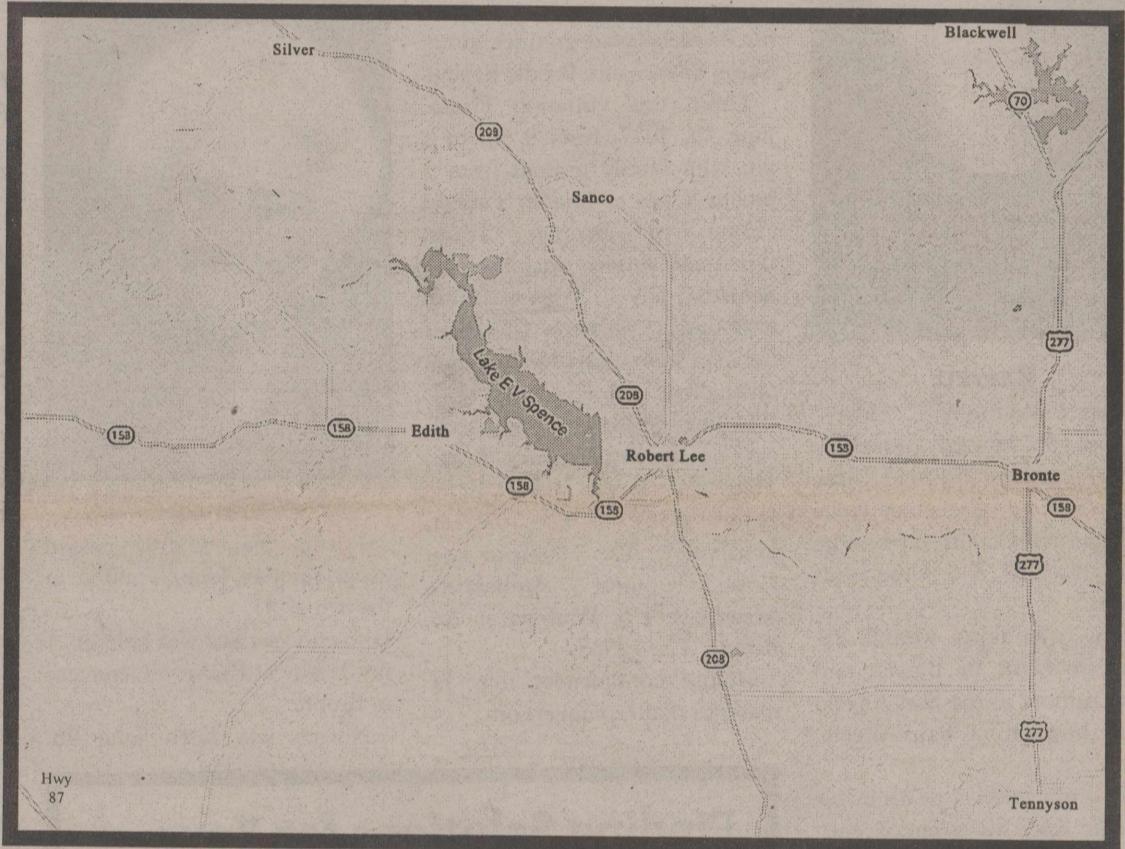 Blackwell
Silver
70
208
Sanco
277
Lake E V Spence
208
158
158
Edith
158
Robert Lee
Bronte
158
158
158
277
208
277
Hwy
87
Tennyson